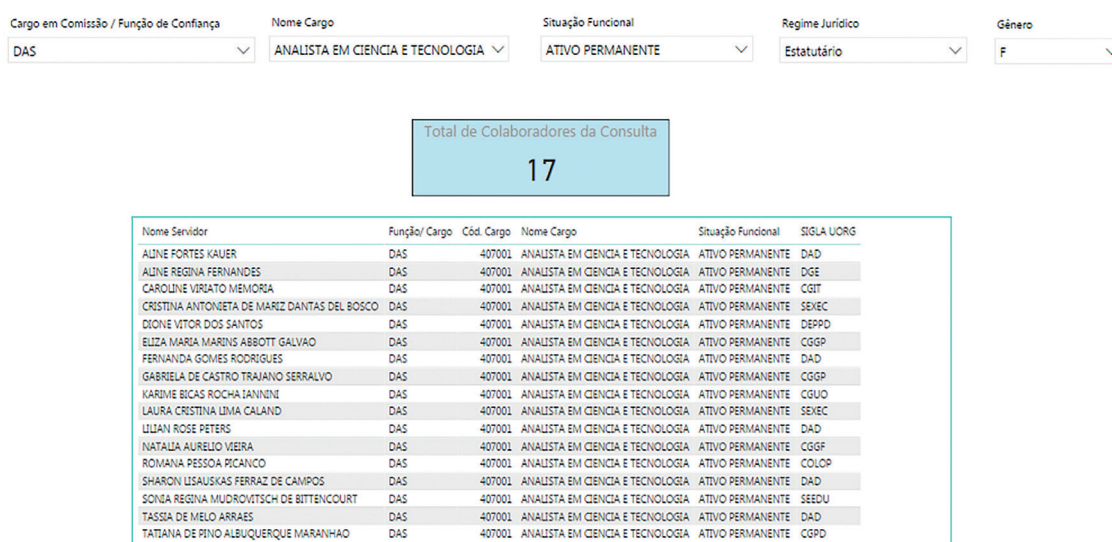 Cargo em Comissão / Função de Confiança Nome Cargo Situação Funcional Regime Jurídico Gênero
DAS ANALISTA EM CIENCIA E TECNOLOGIA ATIVO PERMANENTE Estatutário F
Total de Colaboradores da Consulta
17
Nome Servidor Função/ Cargo Cód. Cargo Nome Cargo Situação Funcional SIGLA UORG
ALINE FORTES KAUER DAS 407001 ANALISTA EM CIENCIA E TECNOLOGIA ATIVO PERMANENTE DAD
ALINE REGINA FERNANDES DAS 407001 ANALISTA EM CIENCIA E TECNOLOGIA ATIVO PERMANENTE DGE
CAROLINE VIRIATO MEMORIA DAS 407001 ANALISTA EM CIENCIA E TECNOLOGIA ATIVO PERMANENTE CGIT
CRISTINA ANTONIETA DE MARIZ DANTAS DEL BOSCO DAS 407001 ANALISTA EM CIENCIA E TECNOLOGIA ATIVO PERMANENTE SEXEC
DIONE VITOR DOS SANTOS DAS 407001 ANALISTA EM CIENCIA E TECNOLOGIA ATIVO PERMANENTE DEPPD
ELIZA MARIA MARINS ABBOTT GALVAO DAS 407001 ANALISTA EM CIENCIA E TECNOLOGIA ATIVO PERMANENTE CGGP
FERNANDA GOMES RODRIGUES DAS 407001 ANALISTA EM CIENCIA E TECNOLOGIA ATIVO PERMANENTE DAD
GABRIELA DE CASTRO TRAJANO SERRALVO DAS 407001 ANALISTA EM CIENCIA E TECNOLOGIA ATIVO PERMANENTE CGGP
KARIME BICAS ROCHA IANNINI DAS 407001 ANALISTA EM CIENCIA E TECNOLOGIA ATIVO PERMANENTE CGUO
LAURA CRISTINA LIMA CALAND DAS 407001 ANALISTA EM CIENCIA E TECNOLOGIA ATIVO PERMANENTE SEXEC
LILIAN ROSE PETERS DAS 407001 ANALISTA EM CIENCIA E TECNOLOGIA ATIVO PERMANENTE DAD
NATALIA AURELIO VIEIRA DAS 407001 ANALISTA EM CIENCIA E TECNOLOGIA ATIVO PERMANENTE CGGF
ROMANA PESSOA PICANCO DAS 407001 ANALISTA EM CIENCIA E TECNOLOGIA ATIVO PERMANENTE COLOP
SHARON LISAUSKAS FERRAZ DE CAMPOS DAS 407001 ANALISTA EM CIENCIA E TECNOLOGIA ATIVO PERMANENTE DAD
SONIA REGINA MUDROVITSCH DE BITTENCOURT DAS 407001 ANALISTA EM CIENCIA E TECNOLOGIA ATIVO PERMANENTE SEEDU
TASSIA DE MELO ARRAES DAS 407001 ANALISTA EM CIENCIA E TECNOLOGIA ATIVO PERMANENTE DAD
TATIANA DE PINO ALBUQUERQUE MARANHAO DAS 407001 ANALISTA EM CIENCIA E TECNOLOGIA ATIVO PERMANENTE CGPD